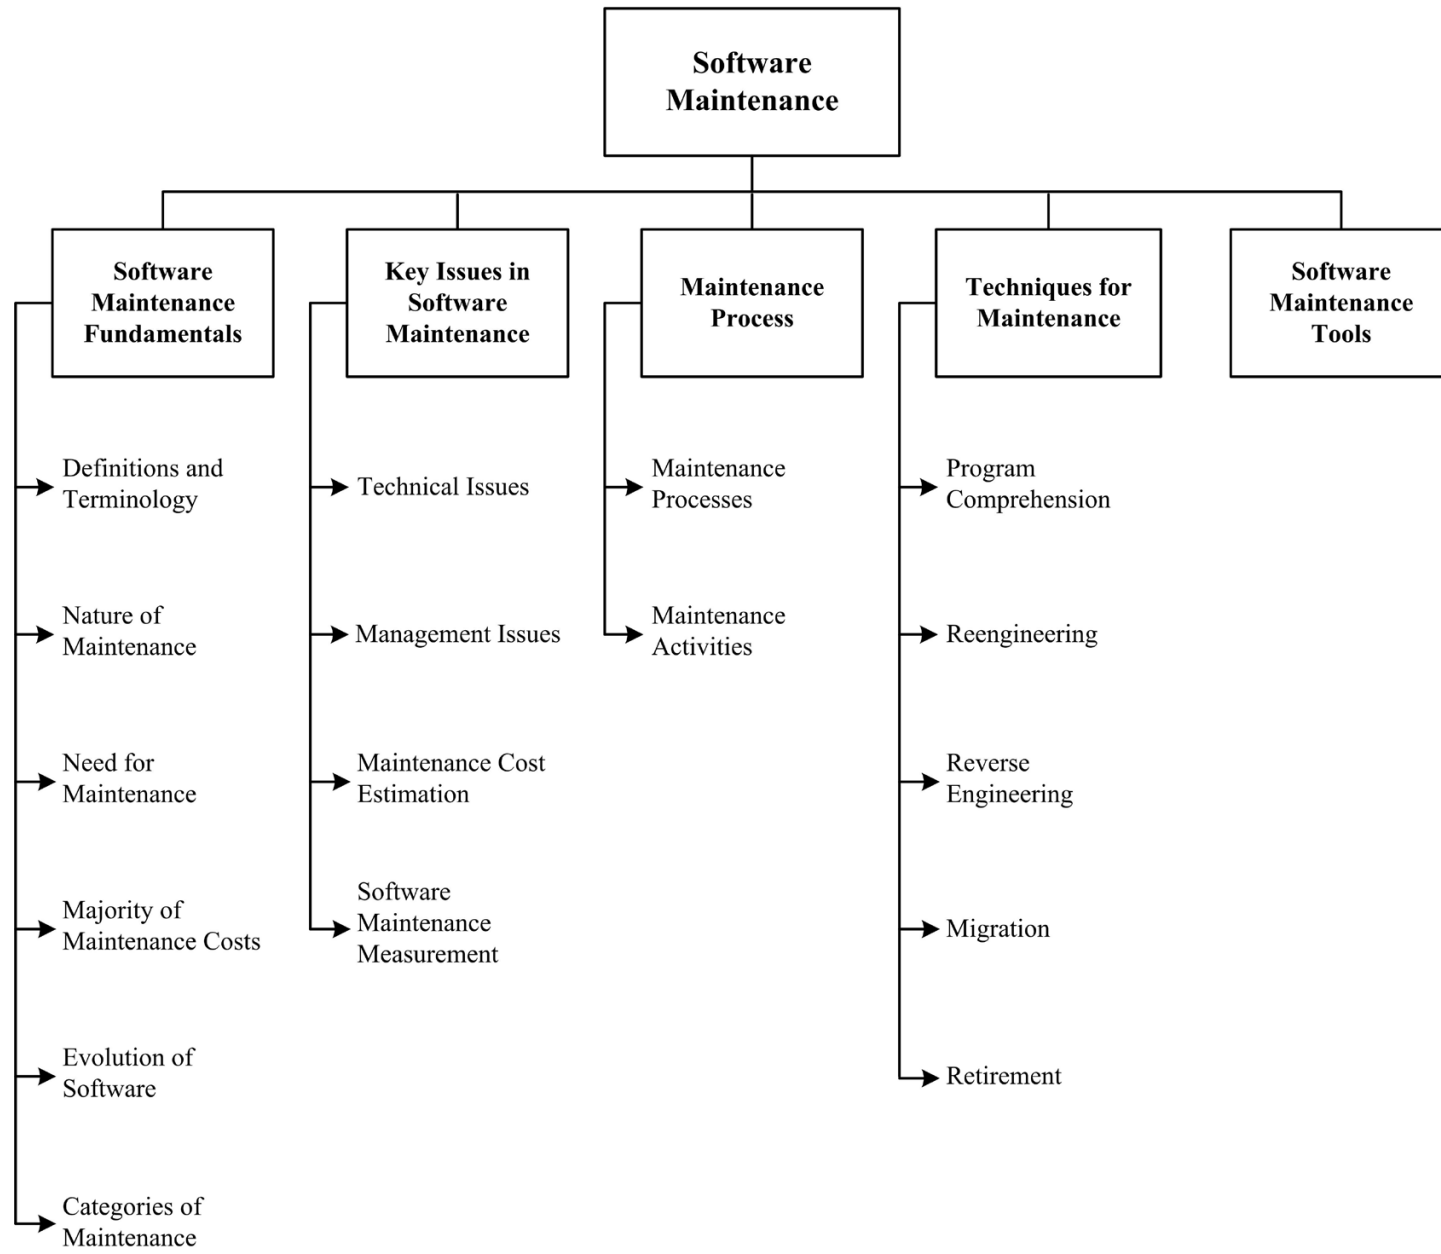 Software
Maintenance
Software
Maintenance
Fundamentals
Key Issues in
Software
Maintenance
Maintenance
Process
Techniques for
Maintenance
Software
Maintenance
Tools
Definitions and
Terminology
Nature of
Maintenance
Need for
Maintenance
Majority of
Maintenance Costs
Evolution of
Software
Categories of
Maintenance
Technical Issues
Management Issues
Maintenance Cost
Estimation
Software
Maintenance
Measurement
Maintenance
Processes
Maintenance
Activities
Program
Comprehension
Reengineering
Reverse
Engineering
Migration
Retirement